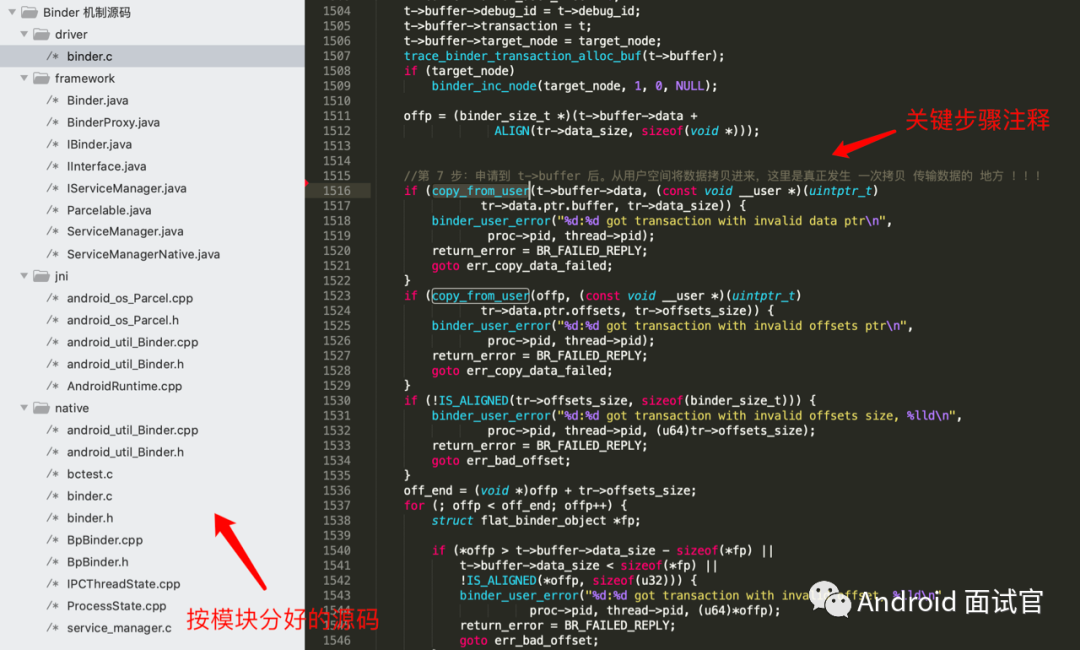 Binder 机制源码
driver
/* binder.c
framework
/* Binder.java
/* BinderProxy.java
/* IBinder.java
/* IInterface.java
/* IServiceManager.java
/* Parcelable.java
/* ServiceManager.java
/* ServiceManagerNative.java
jni
/* android_os_Parcel.cpp
/* android_os_Parcel.h
/* android_util_Binder.cpp
/* android_util_Binder.h
/* AndroidRuntime.cpp
native
/* android_util_Binder.cpp
/* android_util_Binder.h
/* bctest.c
/* binder.c
/* binder.h
/* BpBinder.cpp
/* BpBinder.h
/* IPCThreadState.cpp
/* ProcessState.cpp
/* service_manager.c
按模块分好的源码
1504 t->buffer->debug_id = t->debug_id;
1505 t->buffer->transaction = t;
1506 t->buffer->target_node = target_node;
1507 trace_binder_transaction_alloc_buf(t->buffer);
1508 if (target_node)
1509 binder_inc_node(target_node, 1, 0, NULL);
1510
1511 offp = (binder_size_t *)(t->buffer->data +
1512 ALIGN(tr->data_size, sizeof(void *)));
1513
关键步骤注释
1514
1515 //第 7 步：申请到 t->buffer 后。从用户空间将数据拷贝进来，这里是真正发生 一次拷贝 传输数据的 地方 ！！！
1516 if (copy_from_user(t->buffer->data, (const void __user *)(uintptr_t)
1517 tr->data.ptr.buffer, tr->data_size)) {
1518 binder_user_error("%d:%d got transaction with invalid data ptr\n",
1519 proc->pid, thread->pid);
1520 return_error = BR_FAILED_REPLY;
1521 goto err_copy_data_failed;
1522 }
1523 if (copy_from_user(offp, (const void __user *)(uintptr_t)
1524 tr->data.ptr.offsets, tr->offsets_size)) {
1525 binder_user_error("%d:%d got transaction with invalid offsets ptr\n",
1526 proc->pid, thread->pid);
1527 return_error = BR_FAILED_REPLY;
1528 goto err_copy_data_failed;
1529 }
1530 if (!IS_ALIGNED(tr->offsets_size, sizeof(binder_size_t))) {
1531 binder_user_error("%d:%d got transaction with invalid offsets size, %lld\n",
1532 proc->pid, thread->pid, (u64)tr->offsets_size);
1533 return_error = BR_FAILED_REPLY;
1534 goto err_bad_offset;
1535 }
1536 off_end = (void *)offp + tr->offsets_size;
1537 for (; offp < off_end; offp++) {
1538 struct flat_binder_object *fp;
1539
1540 if (*offp > t->buffer->data_size - sizeof(*fp) ||
1541 t->buffer->data_size < sizeof(*fp) ||
1542 !IS_ALIGNED(*offp, sizeof(u32))) {
1543 binder_user_error("%d:%d got transaction with offset, %lld\n",
1544 proc->pid, thread->pid, (u64)*offp);
1545 return_error = BR_FAILED_REPLY;
1546 goto err_bad_offset;
Android 面试官